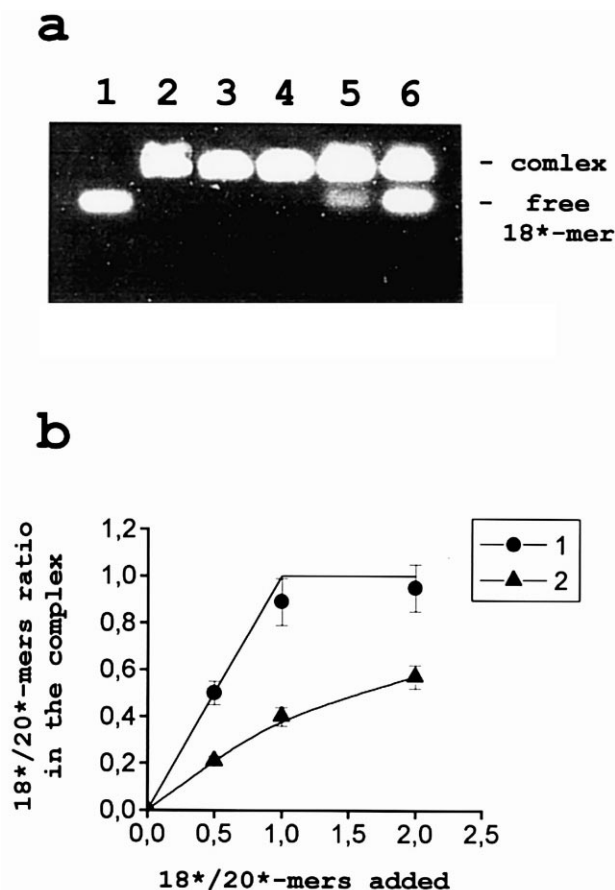 a
1 2 3 4 5 6
- comlex
- free
18*-mer
b
18*/20*-mers ratio
in the complex
1,2
1,0
0,8
0,6
0,4
0,2
0,0
0,0 0,5 1,0 1,5 2,0 2,5
18*/20*-mers added
1
2